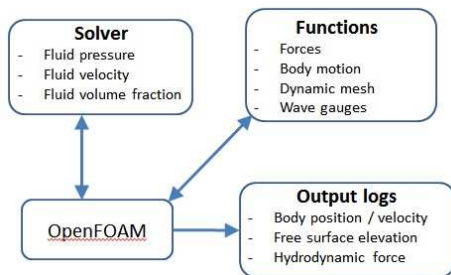 Solver
- Fluid pressure
- Fluid velocity
- Fluid volume fraction
Functions
- Forces
- Body motion
- Dynamic mesh
- Wave gauges
OpenFOAM
Output logs
- Body position / velocity
- Free surface elevation
- Hydrodynamic force